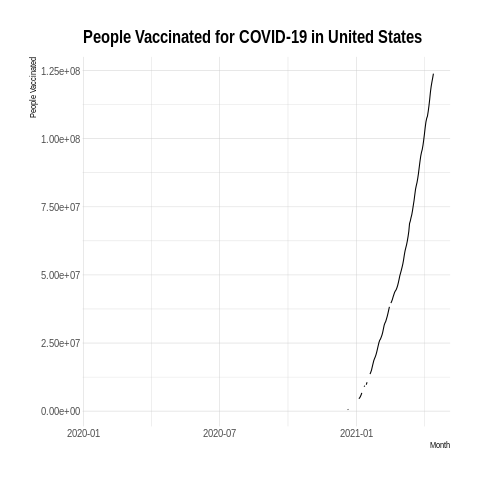 People Vaccinated for COVID-19 in United States
People Vaccinated
1.25e+08
1.00e+08
7.50e+07
5.00e+07
2.50e+07
0.00e+00
2020-01
2020-07
2021-01
Month